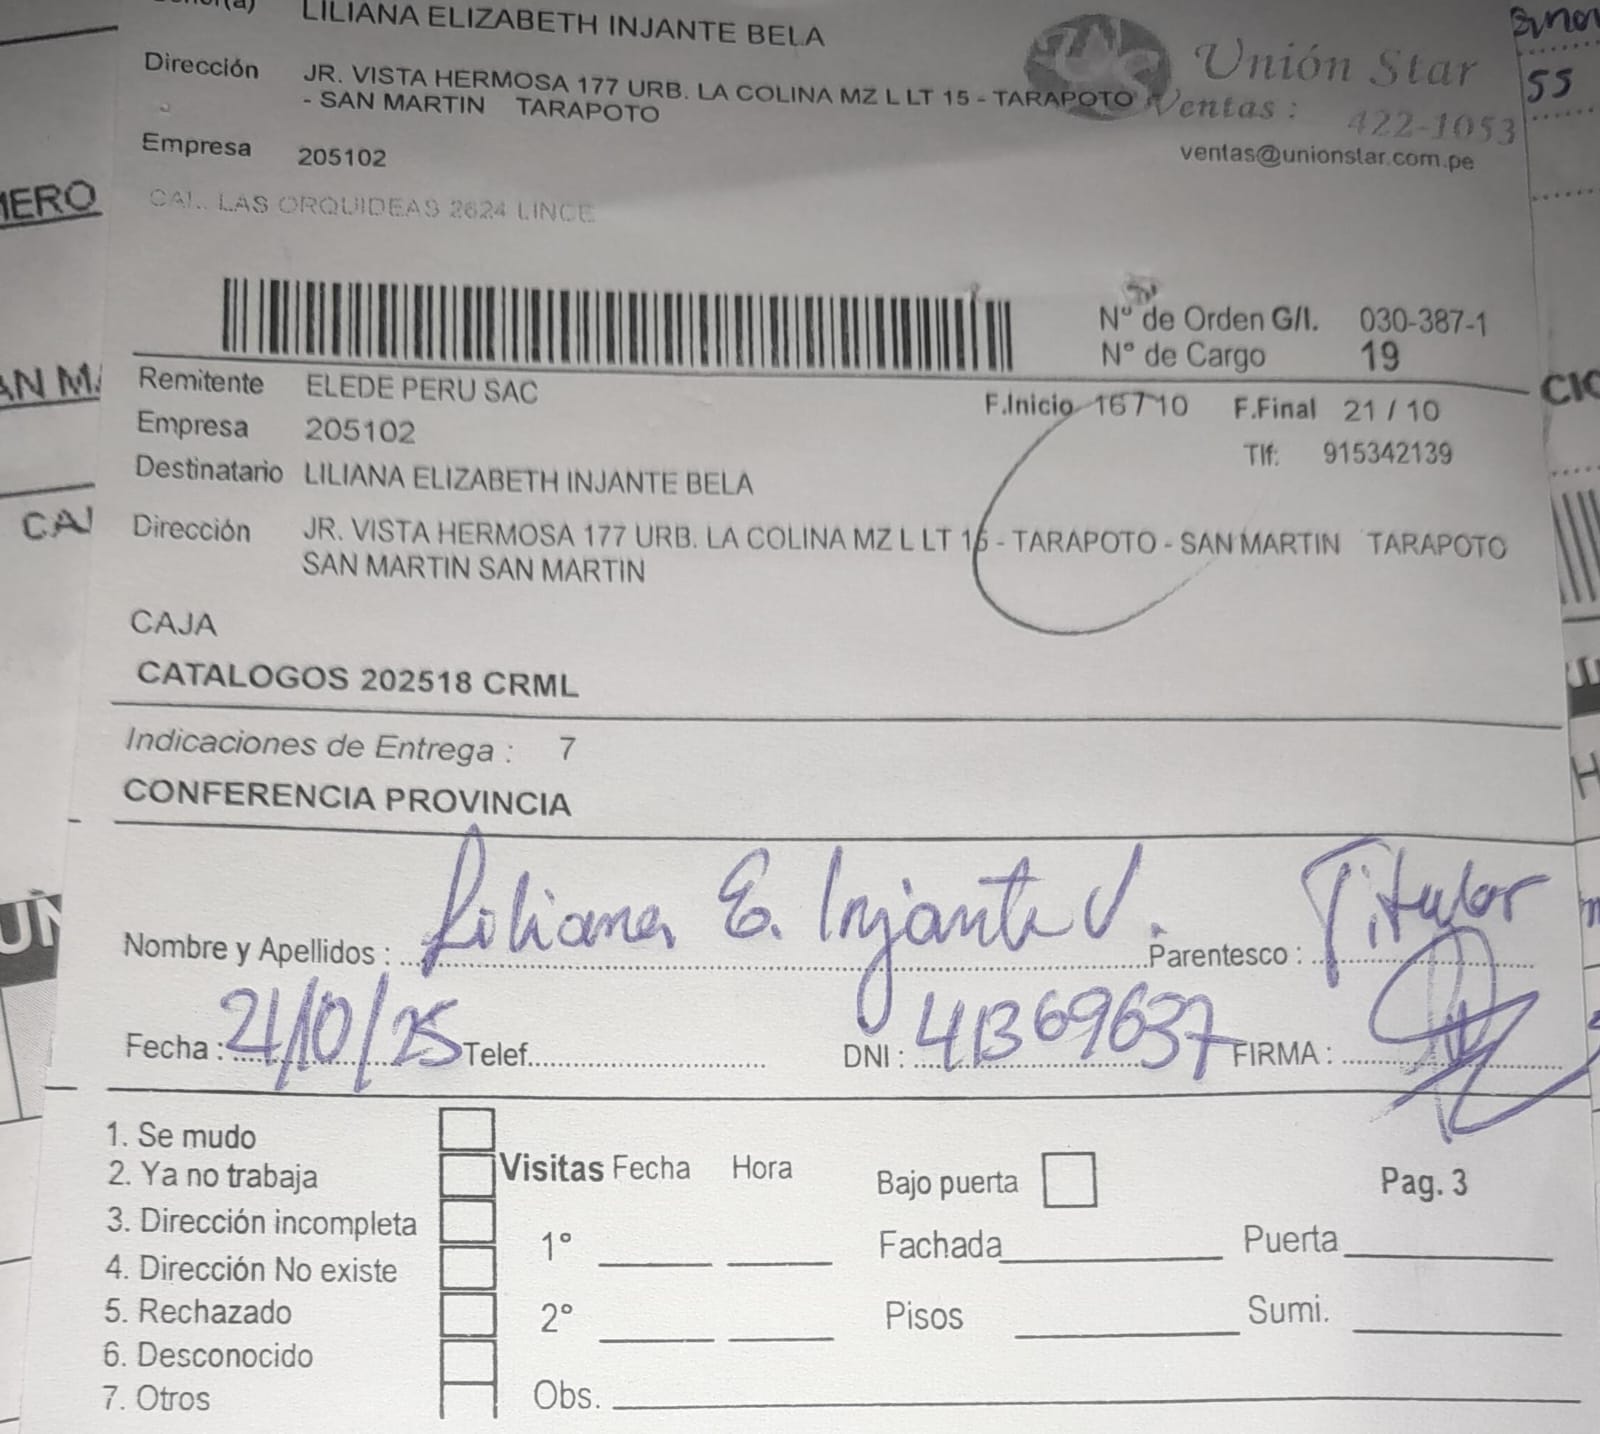 LILIANA ELIZABETH INJANTE BELA
Dirección JR. VISTA HERMOSA 177 URB. LA COLINA MZ L LT 15 - TARAPOTO
- SAN MARTIN TARAPOTO
Empresa 205102
CAL. LAS ORQUIDEAS 2624 LINCE
Unión Star
Ventas : 422-1053
ventas@unionstar.com.pe
55
MERO
N° de Orden G/I. 030-387-1
N° de Cargo 19
Remitente ELEDE PERU SAC
F.Inicio 16 / 10 F.Final 21 / 10
Empresa 205102
Tlf: 915342139
Destinatario LILIANA ELIZABETH INJANTE BELA
Dirección JR. VISTA HERMOSA 177 URB. LA COLINA MZ L LT 15 - TARAPOTO - SAN MARTIN TARAPOTO
SAN MARTIN SAN MARTIN
CAJA
CATALOGOS 202518 CRML
Indicaciones de Entrega : 7
CONFERENCIA PROVINCIA
Nombre y Apellidos : Liliana E. Injante V. Parentesco : Titular
Fecha : 21/10/25 Telef. DNI : 41369637 FIRMA :
1. Se mudo
2. Ya no trabaja
3. Dirección incompleta
4. Dirección No existe
5. Rechazado
6. Desconocido
7. Otros
Visitas Fecha Hora
1°
2°
Obs.
Bajo puerta Pag. 3
Fachada Puerta
Pisos Sumi.